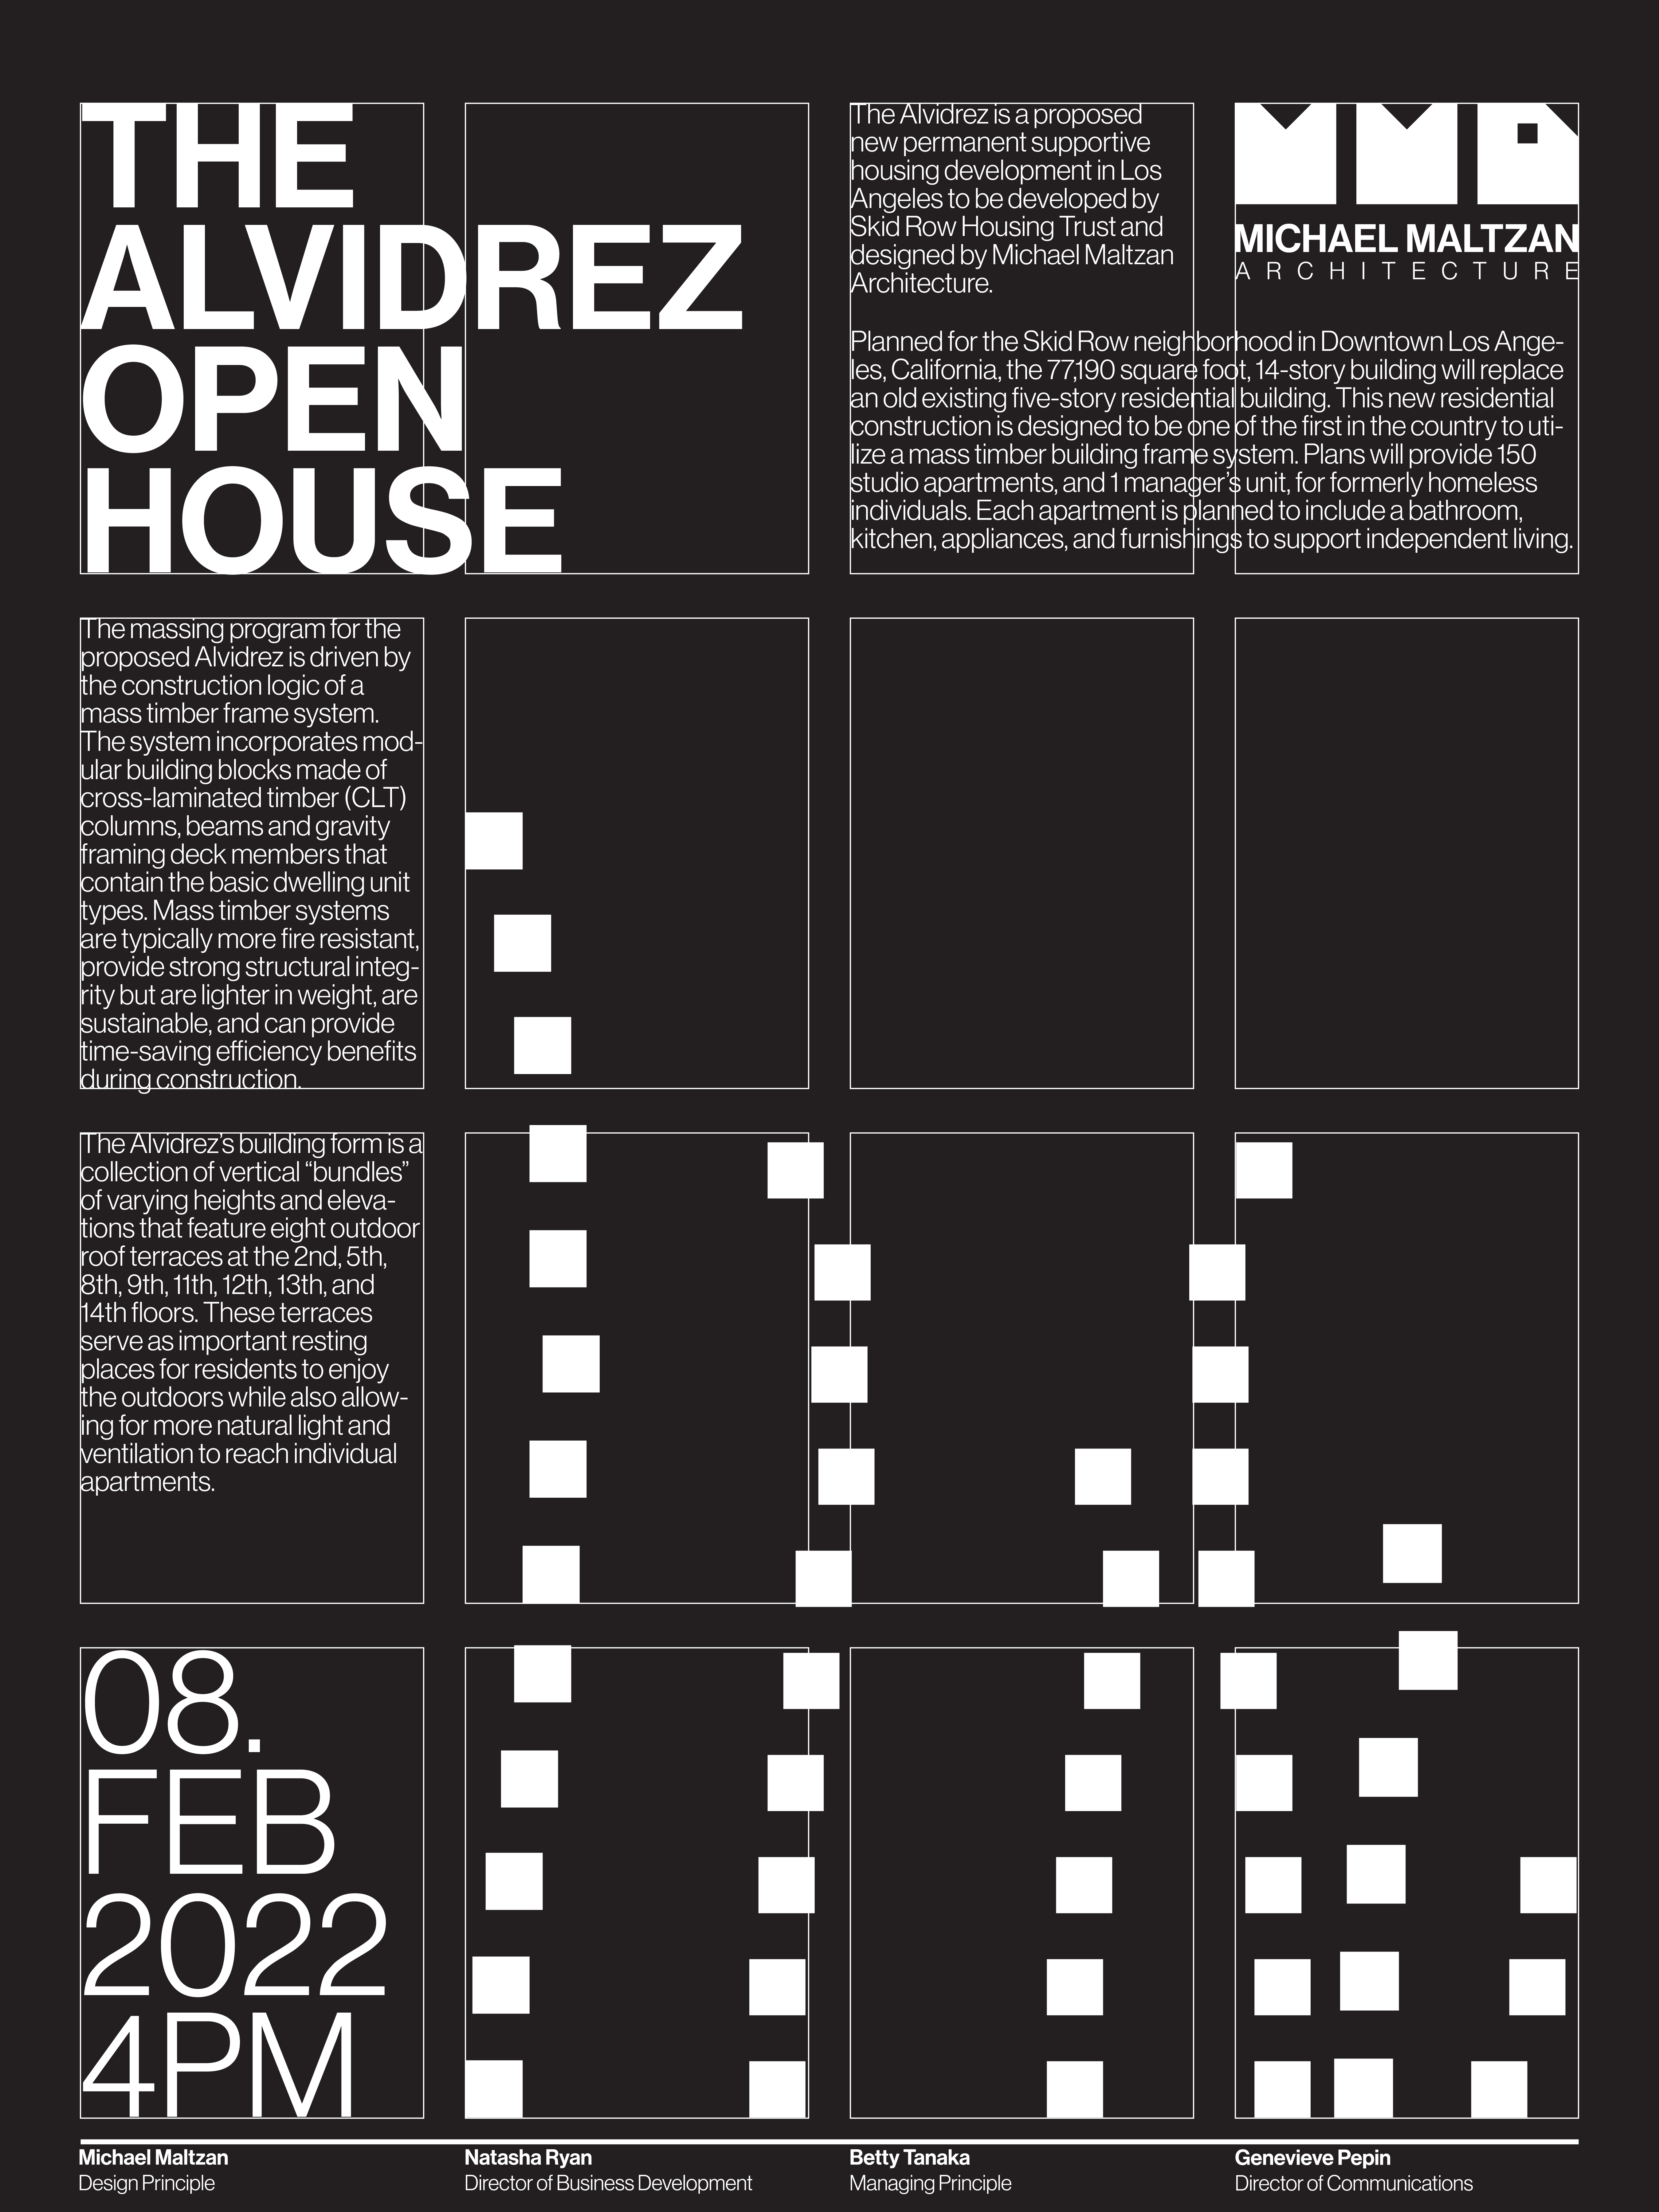 THE
ALVIDREZ
OPEN
HOUSE
The Alvidrez is a proposed
new permanent supportive
housing development in Los
Angeles to be developed by
Skid Row Housing Trust and
designed by Michael Maltzan
Architecture.
MICHAEL MALTZAN
ARCHITECTURE
Planned for the Skid Row neighborhood in Downtown Los Ange-
les, California, the 77,190 square foot, 14-story building will replace
an old existing five-story residential building. This new residential
construction is designed to be one of the first in the country to uti-
lize a mass timber building frame system. Plans will provide 150
studio apartments, and 1 manager’s unit, for formerly homeless
individuals. Each apartment is planned to include a bathroom,
kitchen, appliances, and furnishings to support independent living.
The massing program for the
proposed Alvidrez is driven by
the construction logic of a
mass timber frame system.
The system incorporates mod-
ular building blocks made of
cross-laminated timber (CLT)
columns, beams and gravity
framing deck members that
contain the basic dwelling unit
types. Mass timber systems
are typically more fire resistant,
provide strong structural integ-
rity but are lighter in weight, are
sustainable, and can provide
time-saving efficiency benefits
during construction.
The Alvidrez’s building form is a
collection of vertical “bundles”
of varying heights and eleva-
tions that feature eight outdoor
roof terraces at the 2nd, 5th,
8th, 9th, 11th, 12th, 13th, and
14th floors. These terraces
serve as important resting
places for residents to enjoy
the outdoors while also allow-
ing for more natural light and
ventilation to reach individual
apartments.
08.
FEB
2022
4PM
Michael Maltzan
Design Principle
Natasha Ryan
Director of Business Development
Betty Tanaka
Managing Principle
Genevieve Pepin
Director of Communications